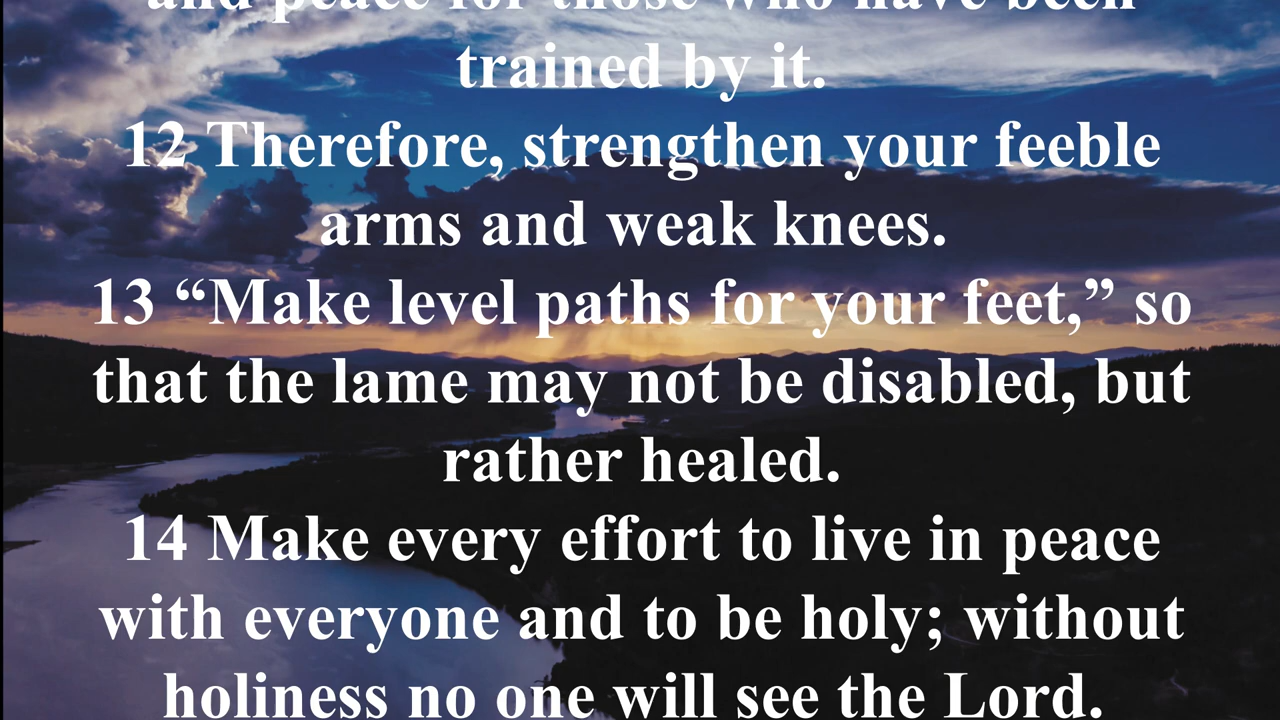 and peace for those who have been
trained by it.
12 Therefore, strengthen your feeble
arms and weak knees.
13 “Make level paths for your feet,” so
that the lame may not be disabled, but
rather healed.
14 Make every effort to live in peace
with everyone and to be holy; without
holiness no one will see the Lord.